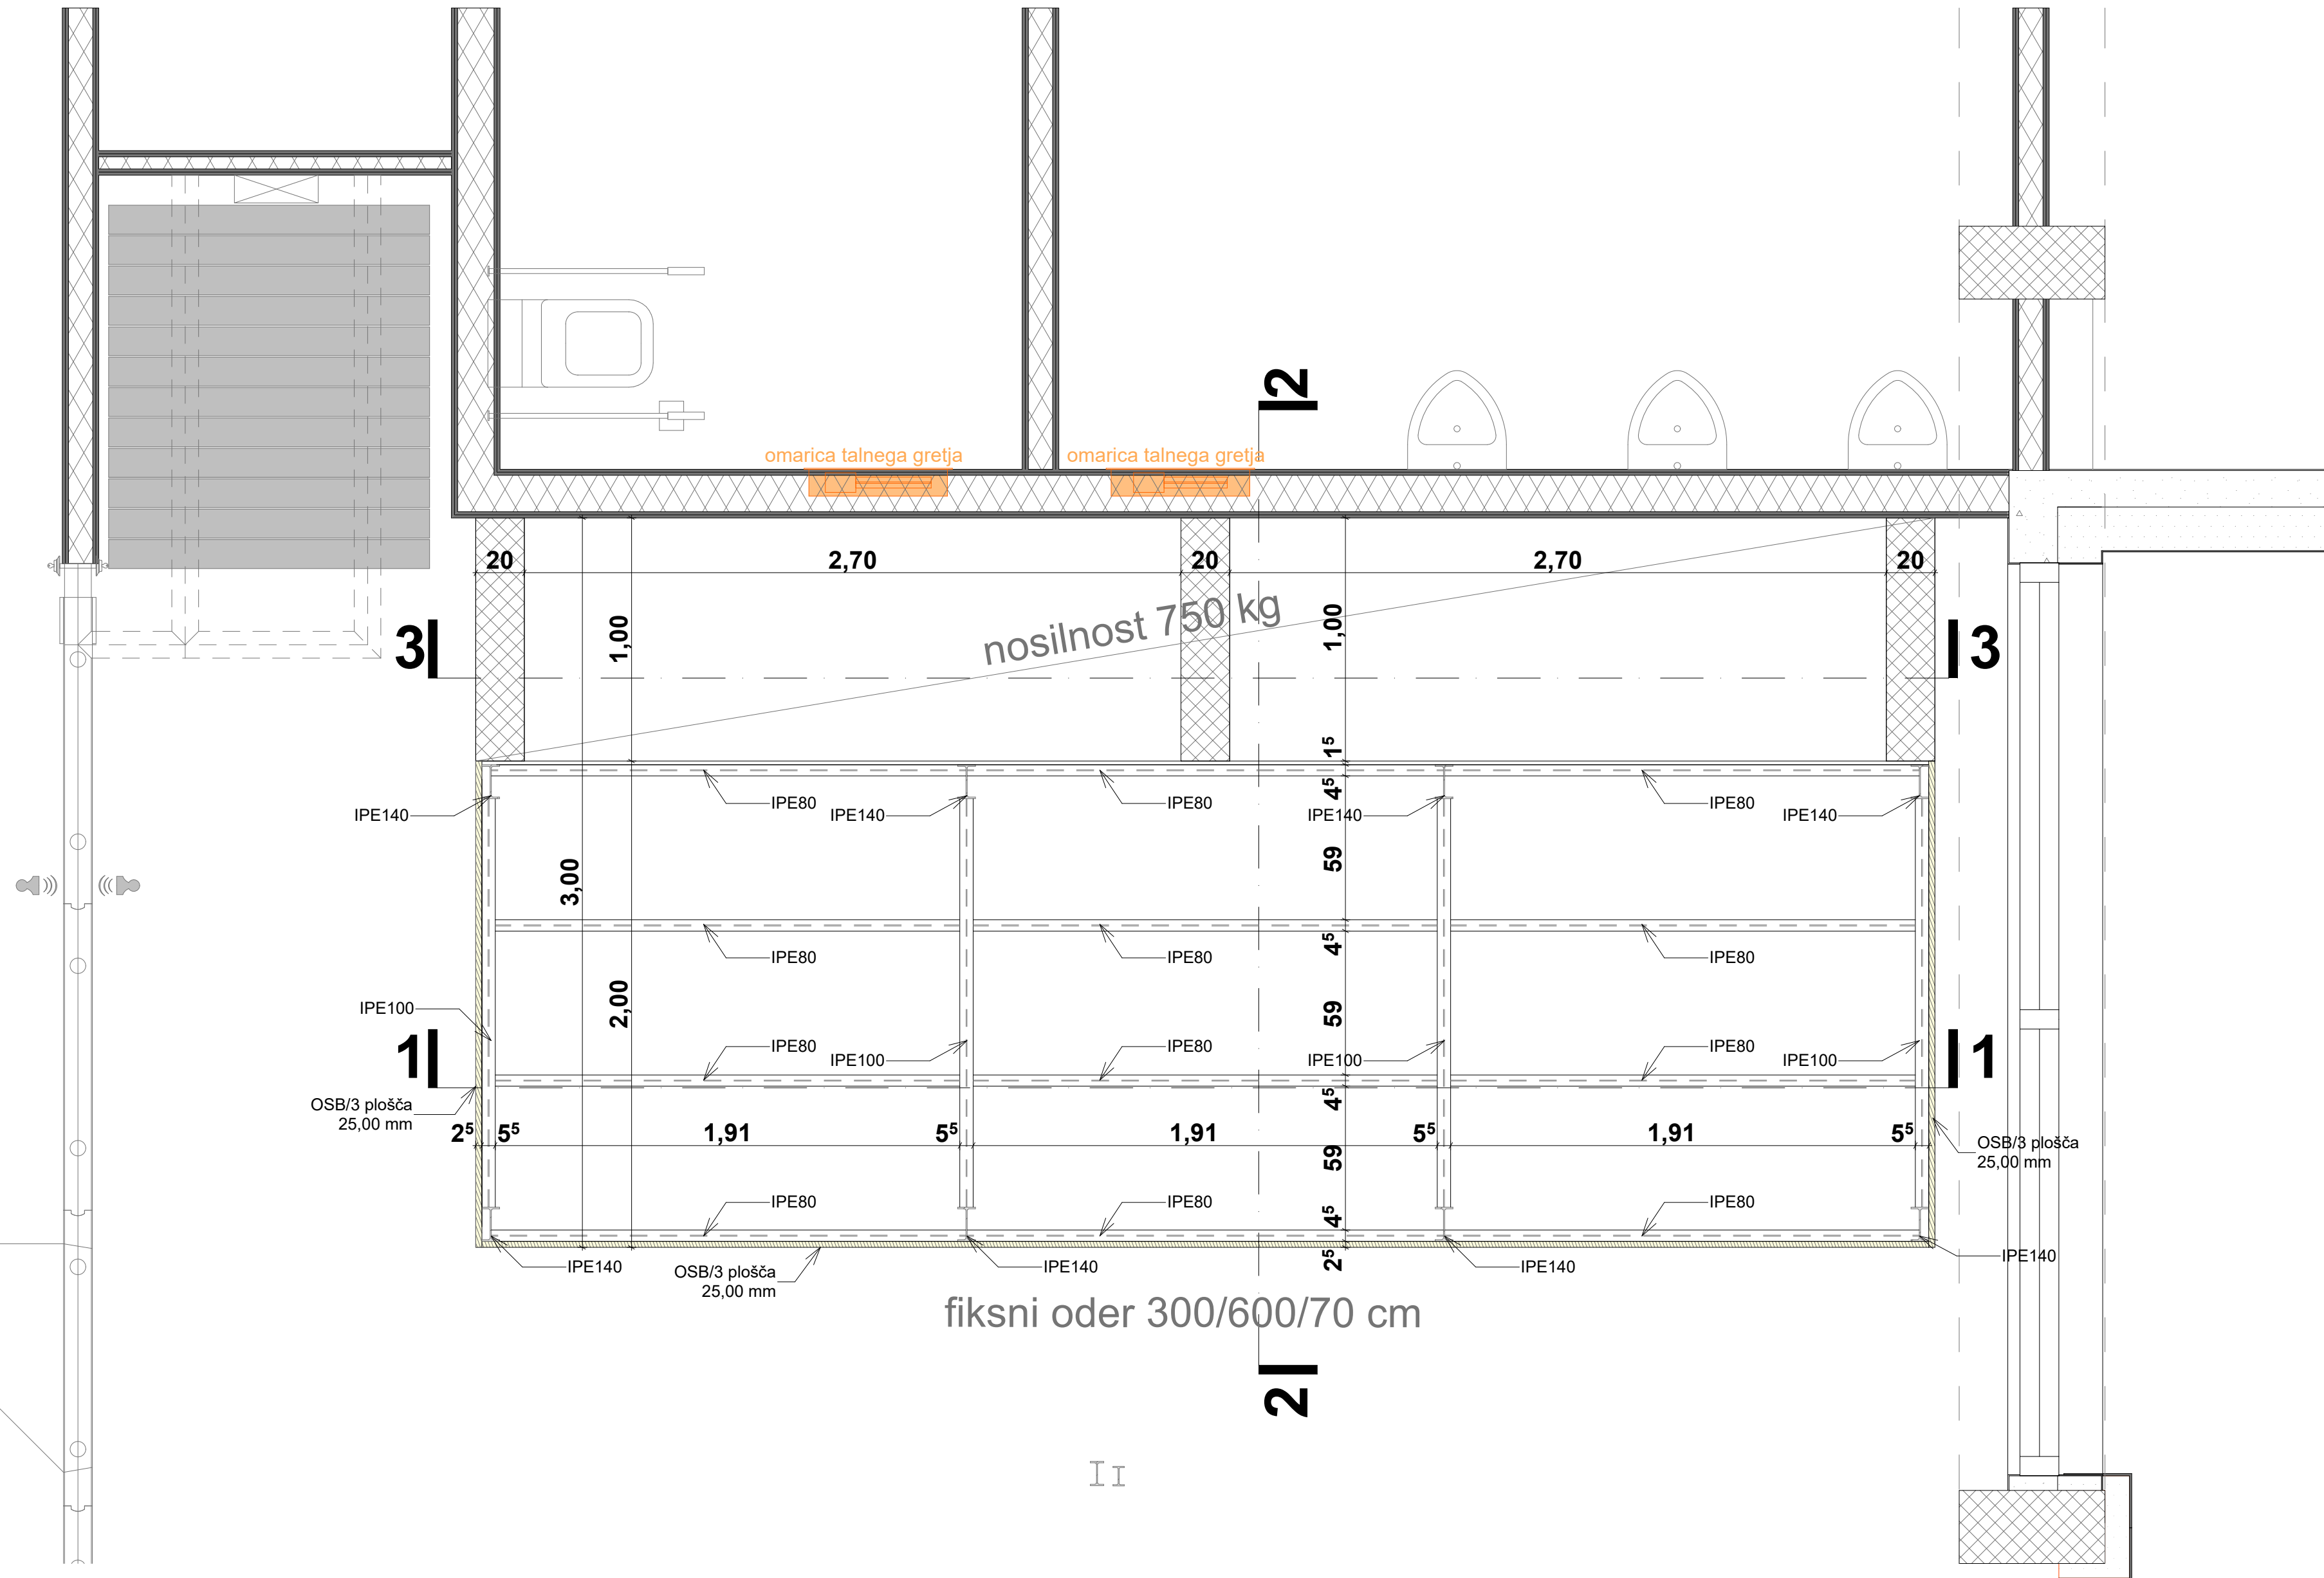 2
omarica talnega gretja
omarica talnega gretja
20
2,70
20
2,70
20
1,00
nosilnost 750 kg
1,00
3
3
1⁵
IPE80
IPE80
4⁵
IPE80
IPE140
IPE140
IPE140
IPE140
3,00
59
4⁵
IPE80
IPE80
IPE80
2,00
59
IPE100
1
IPE80
IPE100
IPE80
IPE100
IPE80
IPE100
1
OSB/3 plošča
25,00 mm
4⁵
2⁵
5⁵
1,91
5⁵
1,91
5⁵
1,91
5⁵
59
OSB/3 plošča
25,00 mm
IPE80
IPE80
IPE80
4⁵
2⁵
IPE140
OSB/3 plošča
25,00 mm
IPE140
IPE140
IPE140
fiksni oder 300/600/70 cm
2